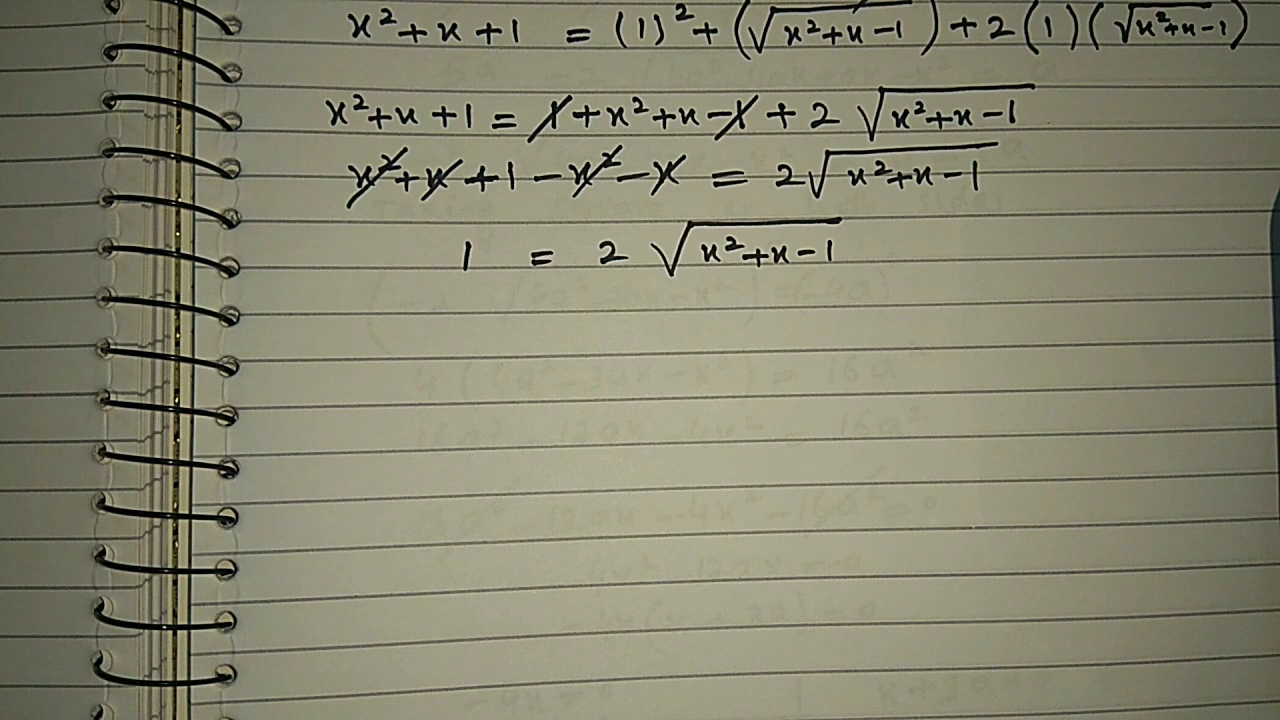 x²+x+1 = (1)²+(√(x²+x-1))+2(1)(√(x²+x-1))
x²+x+1 = 1+x²+x-1+2√(x²+x-1)
x²+x+1-x²-x = 2√(x²+x-1)
1 = 2√(x²+x-1)